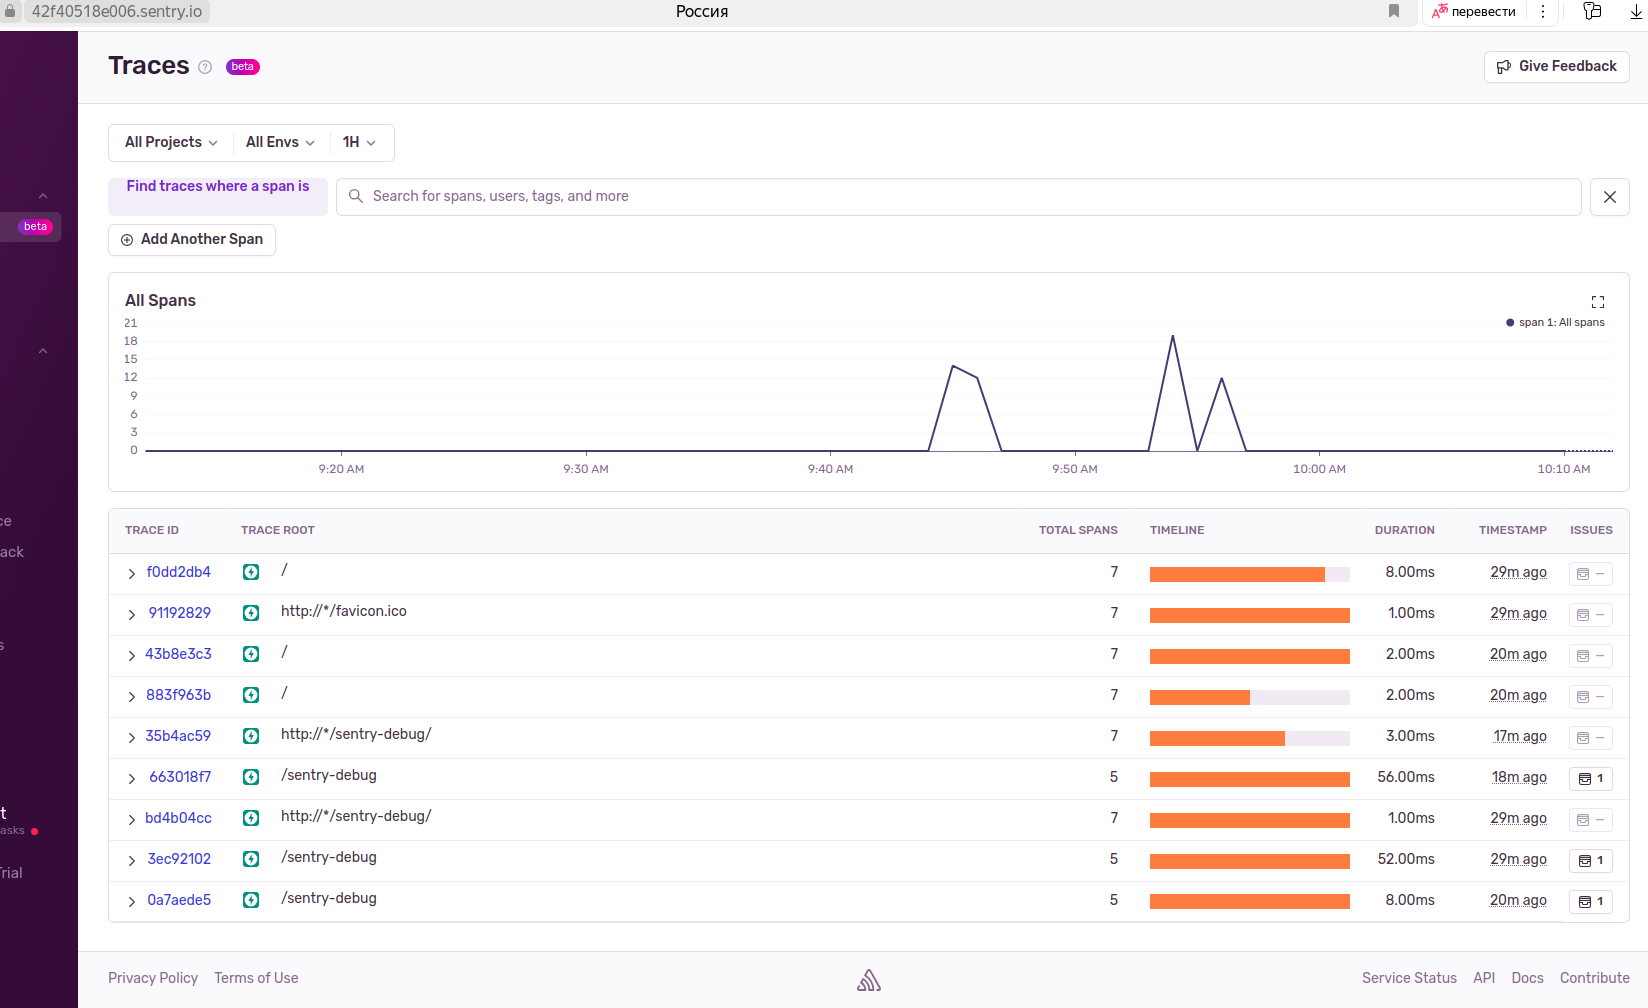 42f40518e006.sentry.io
Россия
перевести
Traces
beta
Give Feedback
All Projects
All Envs
1H
Find traces where a span is
Search for spans, users, tags, and more
beta
Add Another Span
All Spans
span 1: All spans
21
18
15
12
9
6
3
0
9:20 AM 9:30 AM 9:40 AM 9:50 AM 10:00 AM 10:10 AM
TRACE ID TRACE ROOT TOTAL SPANS TIMELINE DURATION TIMESTAMP ISSUES
f0dd2db4 / 7 8.00ms 29m ago –
91192829 http://*/favicon.ico 7 1.00ms 29m ago –
43b8e3c3 / 7 2.00ms 20m ago –
883f963b / 7 2.00ms 20m ago –
35b4ac59 http://*/sentry-debug/ 7 3.00ms 17m ago –
663018f7 /sentry-debug 5 56.00ms 18m ago 1
bd4b04cc http://*/sentry-debug/ 7 1.00ms 29m ago –
3ec92102 /sentry-debug 5 52.00ms 29m ago 1
0a7aede5 /sentry-debug 5 8.00ms 20m ago 1
Privacy Policy Terms of Use
Service Status API Docs Contribute